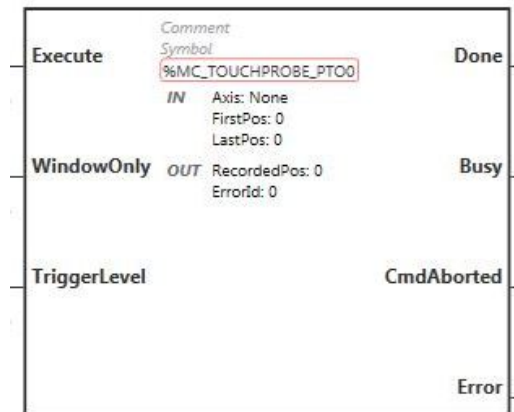 Comment
Symbol
Execute
Done
%MC_TOUCHPROBE_PTO0
IN Axis: None
FirstPos: 0
LastPos: 0
WindowOnly
OUT RecordedPos: 0
Busy
ErrorId: 0
TriggerLevel
CmdAborted
Error